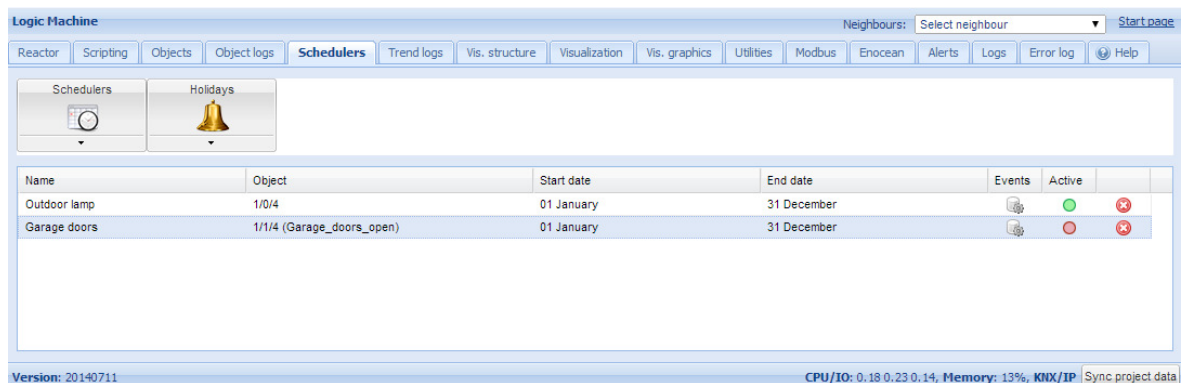 Logic Machine Neighbours: Select neighbour Start page
Reactor Scripting Objects Object logs Schedulers Trend logs Vis. structure Visualization Vis. graphics Utilities Modbus Enocean Alerts Logs Error log Help
Schedulers Holidays
Name Object Start date End date Events Active
Outdoor lamp 1/0/4 01 January 31 December
Garage doors 1/1/4 (Garage_doors_open) 01 January 31 December
Version: 20140711 CPU/IO: 0.18 0.23 0.14, Memory: 13%, KNX/IP Sync project data